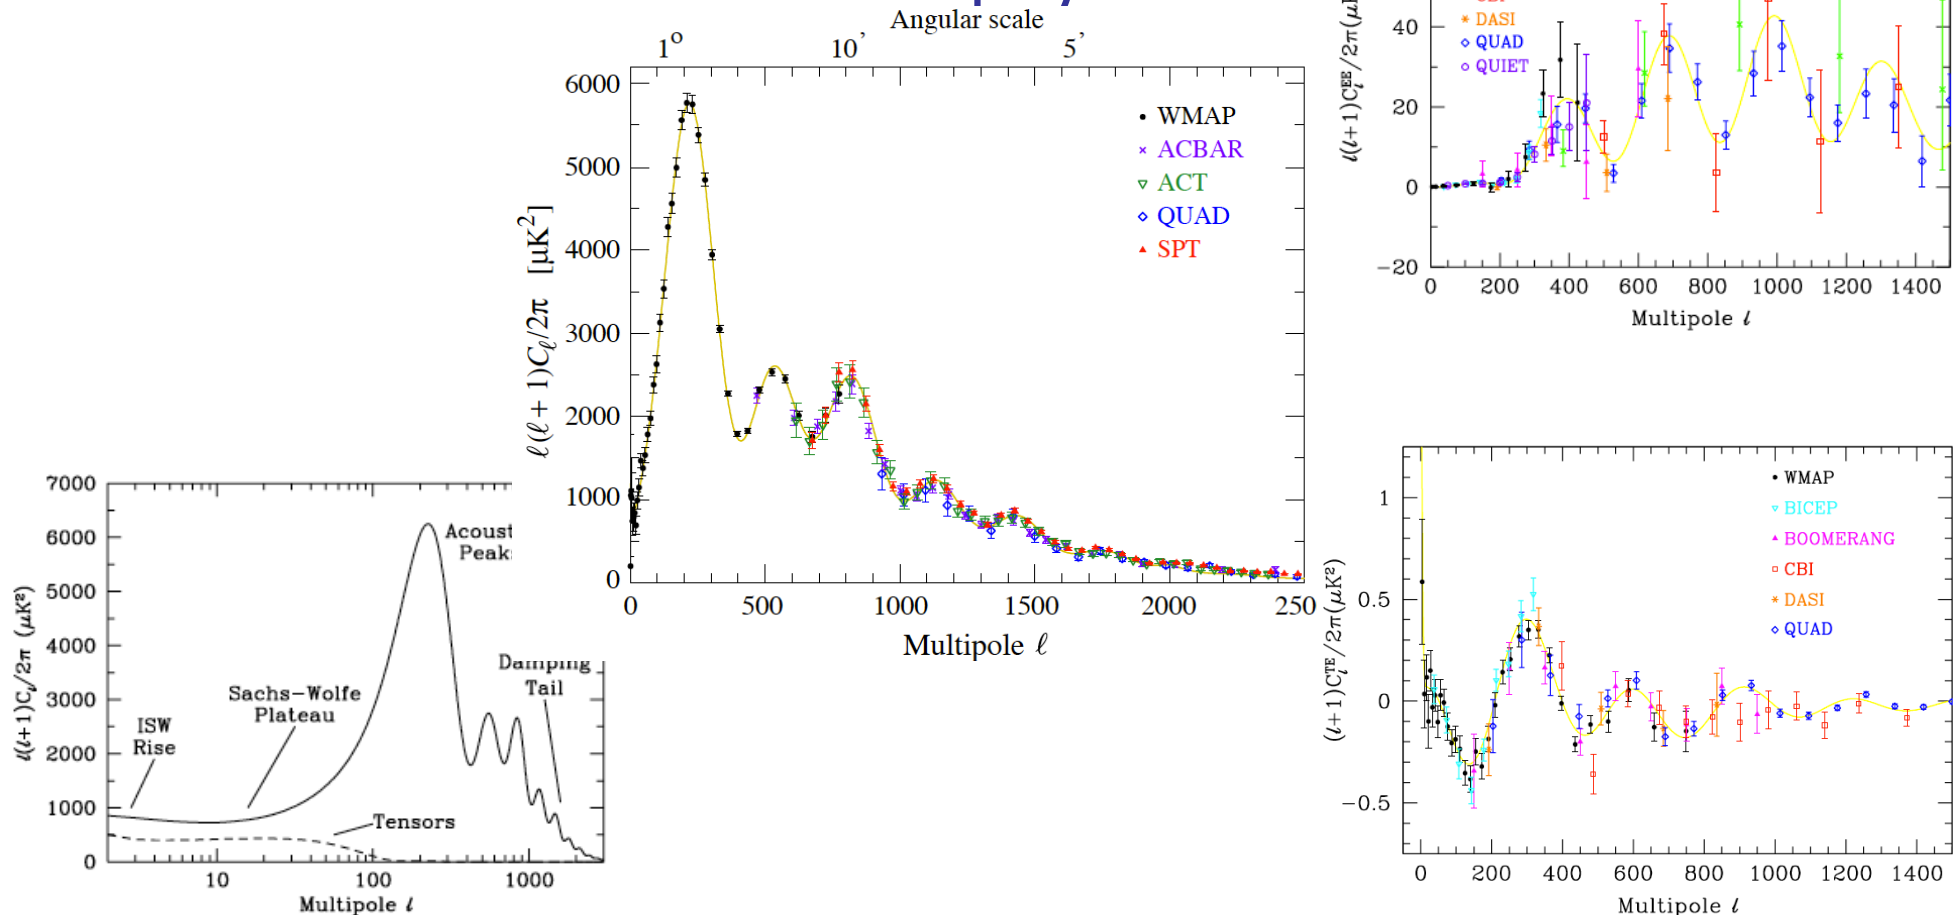 Angular scale
1° 10' 5'
6000
5000
4000
3000
2000
1000
0
ℓ(ℓ + 1)Cℓ/2π [μK²]
WMAP
ACBAR
ACT
QUAD
SPT
0 500 1000 1500 2000 250
Multipole ℓ
DASI
QUAD
QUIET
40
20
0
−20
0 200 400 600 800 1000 1200 1400
Multipole ℓ
7000
6000
5000
4000
3000
2000
1000
0
ℓ(ℓ+1)Cℓ/2π (μK²)
Acoust
Peak
ISW
Rise
Sachs−Wolfe
Plateau
Damping
Tail
Tensors
10 100 1000
Multipole ℓ
1
0.5
0
−0.5
(ℓ+1)CℓTE/2π(μK²)
WMAP
BICEP
BOOMERANG
CBI
DASI
QUAD
0 200 400 600 800 1000 1200 1400
Multipole ℓ